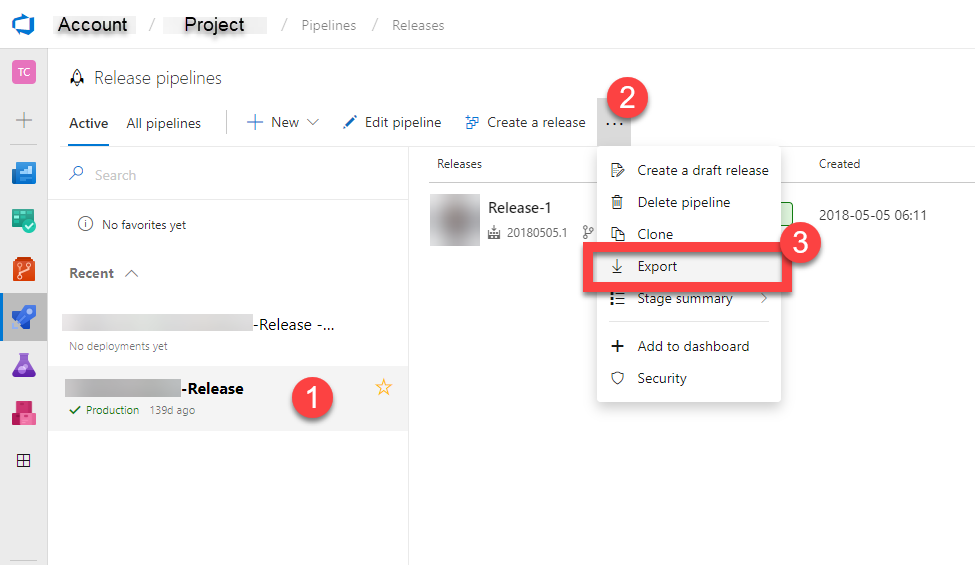 Account / Project / Pipelines / Releases
TC
Release pipelines
Active All pipelines New Edit pipeline Create a release ... 2
Search
Releases Created
No favorites yet
Recent
-Release -...
No deployments yet
-Release
Production 139d ago
1
Release-1
20180505.1
2018-05-05 06:11
Create a draft release
Delete pipeline
Clone
3
Export
Stage summary
Add to dashboard
Security